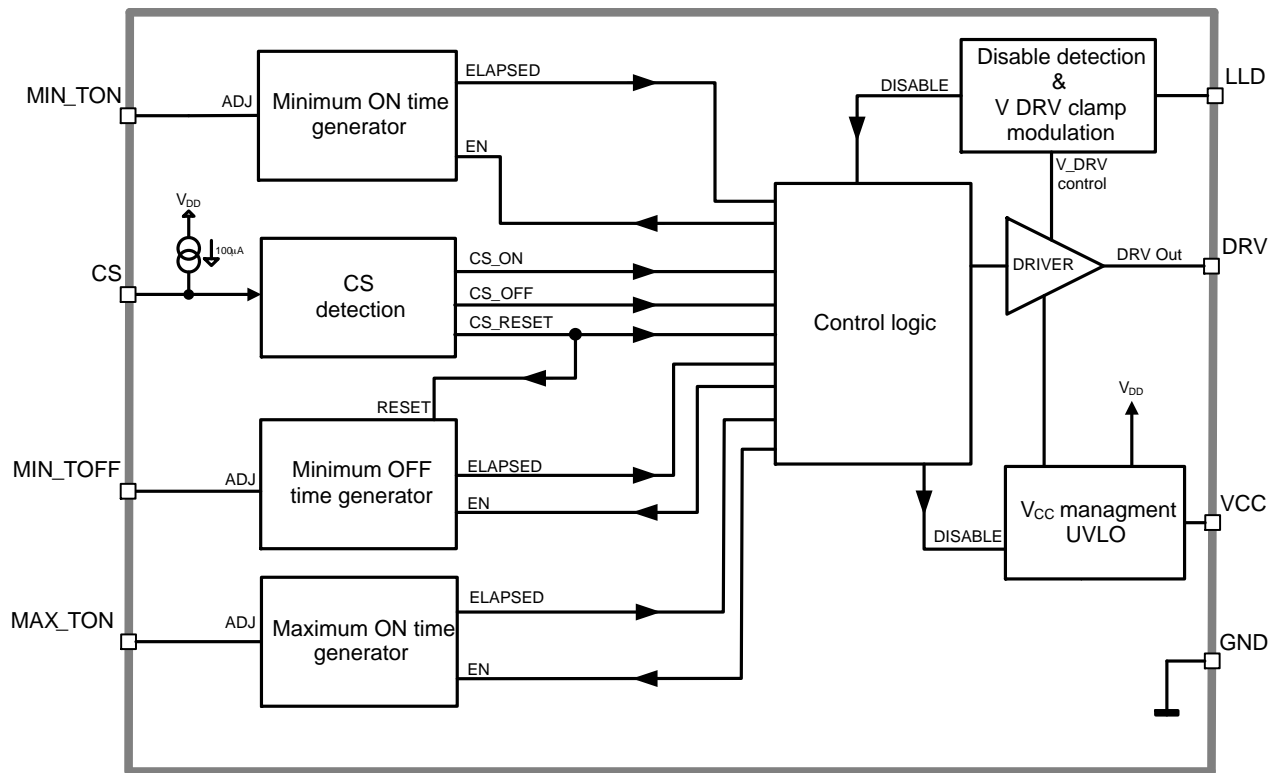 MIN_TON
ADJ
Minimum ON time
generator
ELAPSED
EN
VDD
100µA
CS
CS
detection
CS_ON
CS_OFF
CS_RESET
RESET
MIN_TOFF
ADJ
Minimum OFF
time generator
ELAPSED
EN
MAX_TON
ADJ
Maximum ON time
generator
ELAPSED
EN
Control logic
DISABLE
Disable detection
&
V DRV clamp
modulation
LLD
V_DRV
control
DRIVER
DRV Out
DRV
VDD
DISABLE
VCC managment
UVLO
VCC
GND